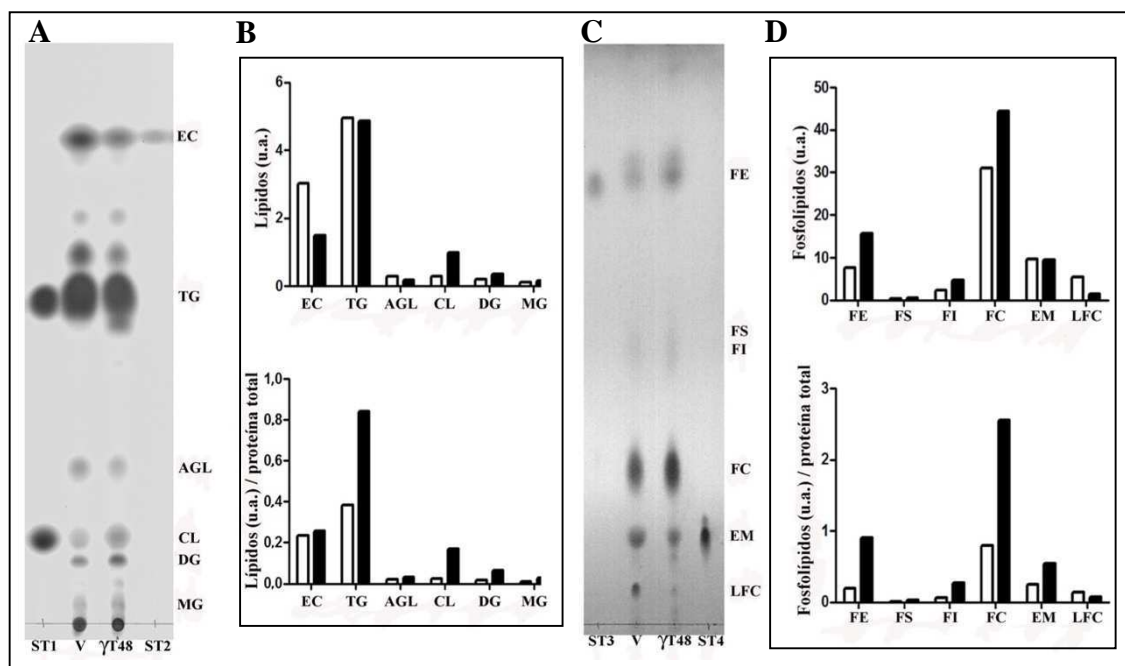 A
B
C
D
EC
TG
AGL
CL
DG
MG
ST1 V γT48 ST2
Lípidos (u.a.)
6
4
2
0
EC TG AGL CL DG MG
Lípidos (u.a.) / proteína total
1,0
0,8
0,6
0,4
0,2
0,0
EC TG AGL CL DG MG
FE
FS
FI
FC
EM
LFC
ST3 V γT48 ST4
Fosfolípidos (u.a.)
50
40
30
20
10
0
FE FS FI FC EM LFC
Fosfolípidos (u.a.) / proteína total
3
2
1
0
FE FS FI FC EM LFC